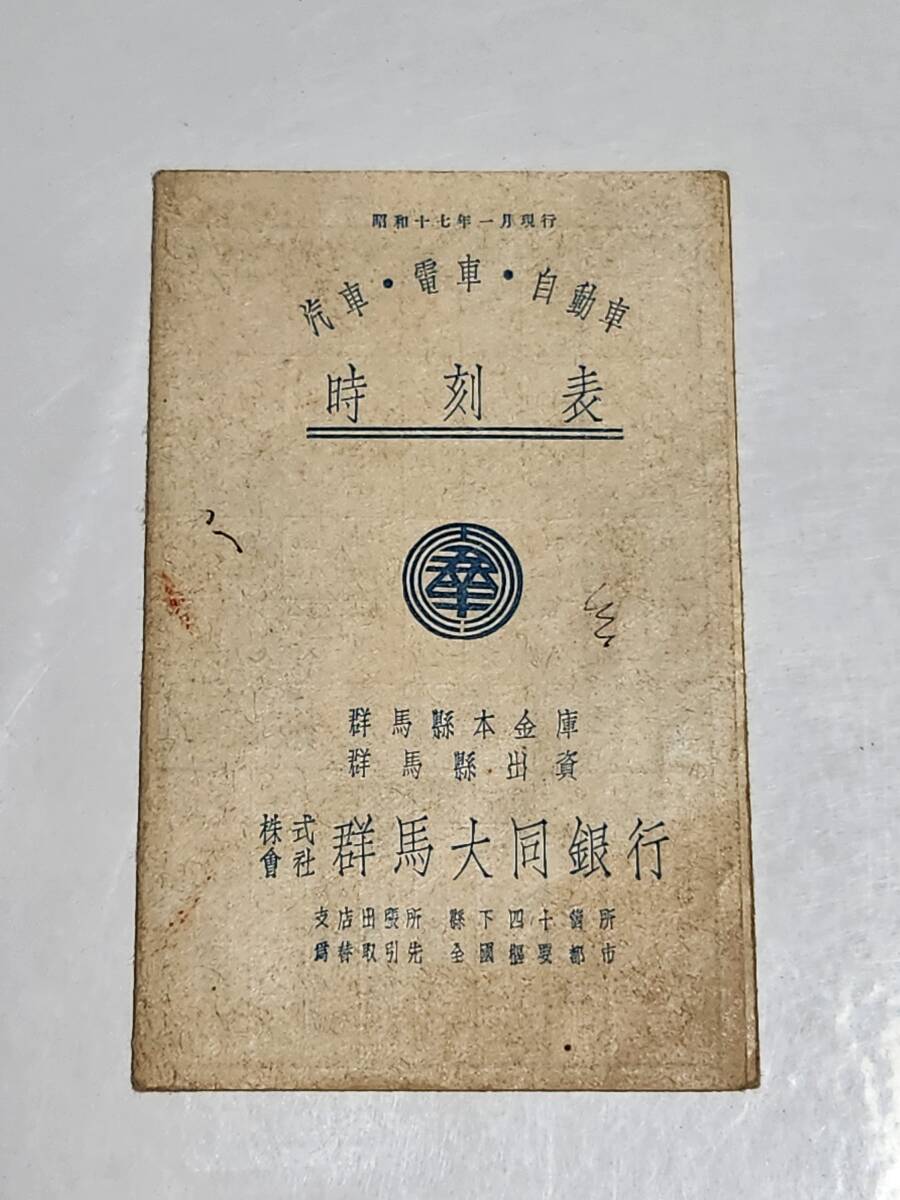 昭和十七年一月現行
汽車・電車・自動車
時刻表
群馬縣本金庫
群馬縣出資
株式會社 群馬大同銀行
支店出張所 縣下四十箇所
爲替取引先 全國樞要都市